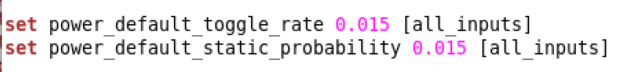 set power_default_toggle_rate 0.015 [all_inputs]
set power_default_static_probability 0.015 [all_inputs]